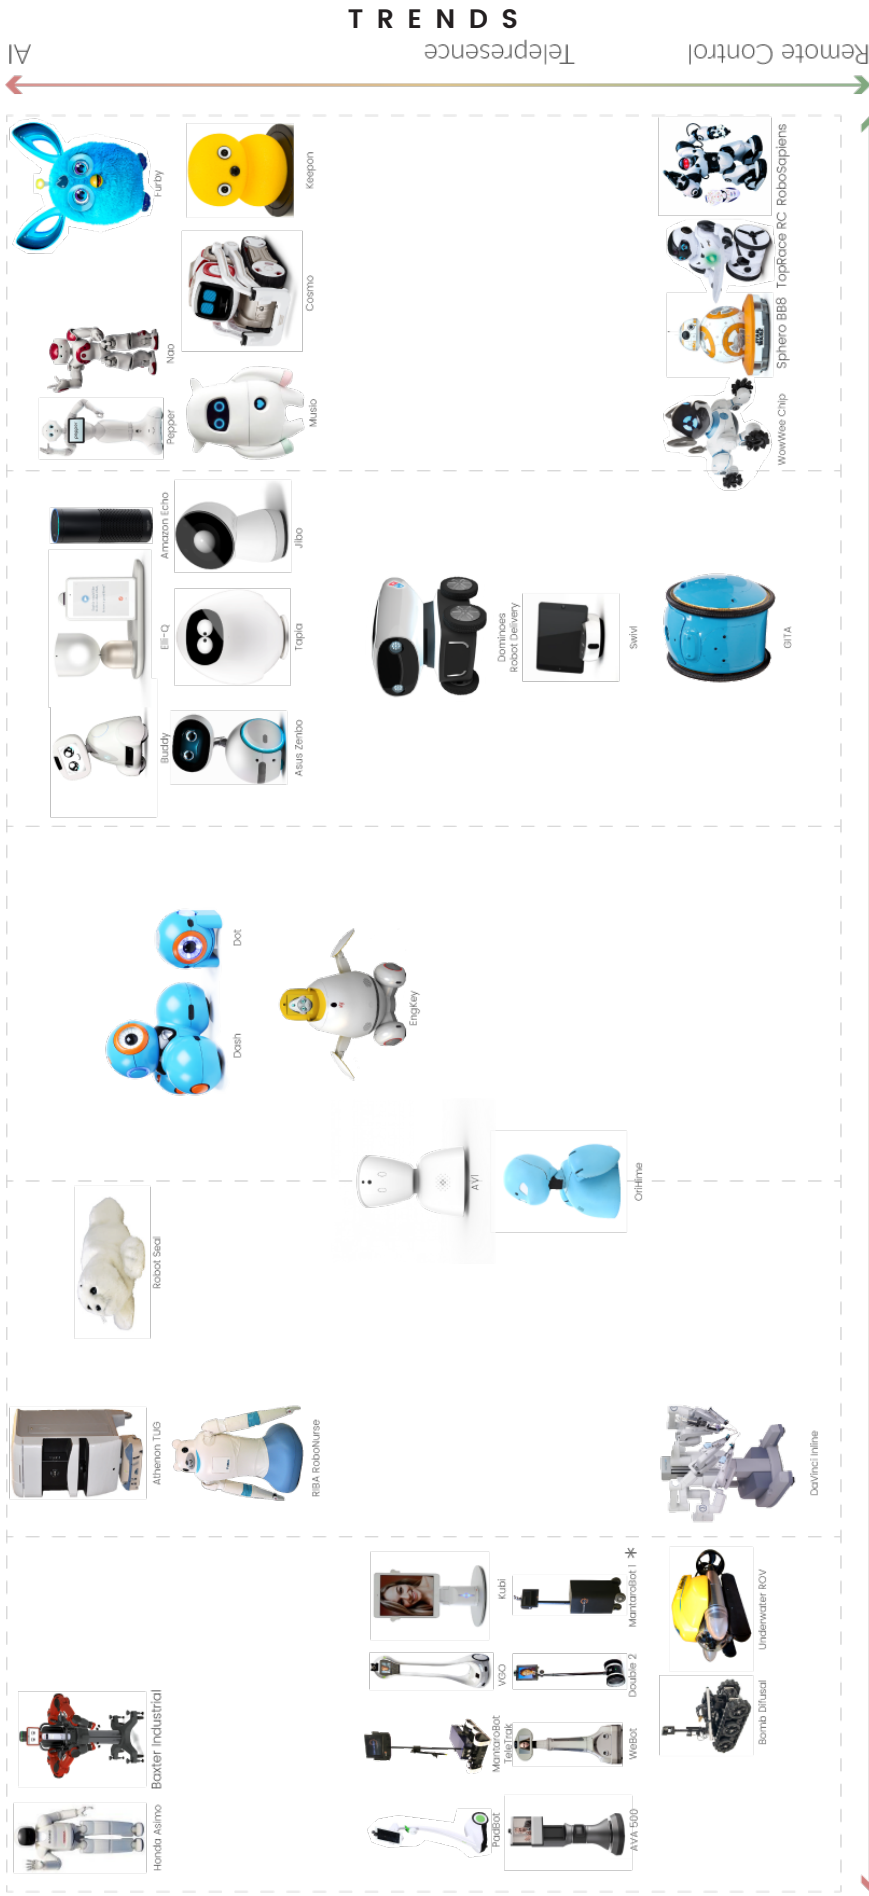 TRENDS
AI
Telepresence
Remote Control
Furby
Keepon
RoboSapiens
Cosmo
TopRace RC
Nao
Sphero BB8
Pepper
Musio
WowWee Chip
Amazon Echo
Jibo
Elli-Q
Tapia
Dominoes
Robot Delivery
Swivl
GITA
Buddy
Asus Zenbo
Dot
Dash
EngKey
AV1
OriHime
Robot Seal
Athenon TUG
RIBA RoboNurse
DaVinci Inline
Kubi
MantaroBot I *
Underwater ROV
VGO
Double 2
Baxter Industrial
MantaroBot
TeleTrak
WeBot
Bomb Difusal
Honda Asimo
PadBot
AVA 500